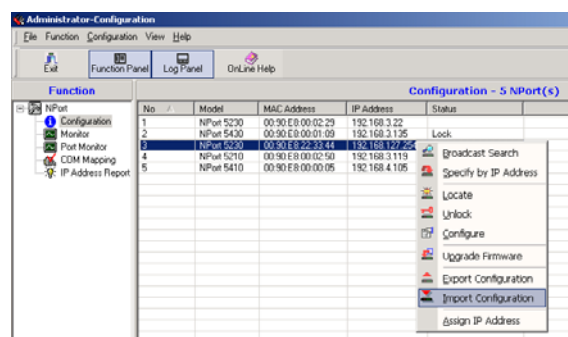 Administrator-Configuration
File Function Configuration View Help
Exit Function Panel Log Panel OnLine Help
Function Configuration - 5 NPort(s)
NPort
Configuration
Monitor
Port Monitor
COM Mapping
IP Address Report
No Model MAC Address IP Address Status
1 NPort 5230 00:90:E8:00:02:29 192.168.3.22
2 NPort 5430 00:90:E8:00:01:09 192.168.3.135 Lock
3 NPort 5230 00:90:E8:22:33:44 192.168.127.254
4 NPort 5210 00:90:E8:00:02:50 192.168.3.119
5 NPort 5410 00:90:E8:00:00:05 192.168.4.105
Broadcast Search
Specify by IP Address
Locate
Unlock
Configure
Upgrade Firmware
Export Configuration
Import Configuration
Assign IP Address